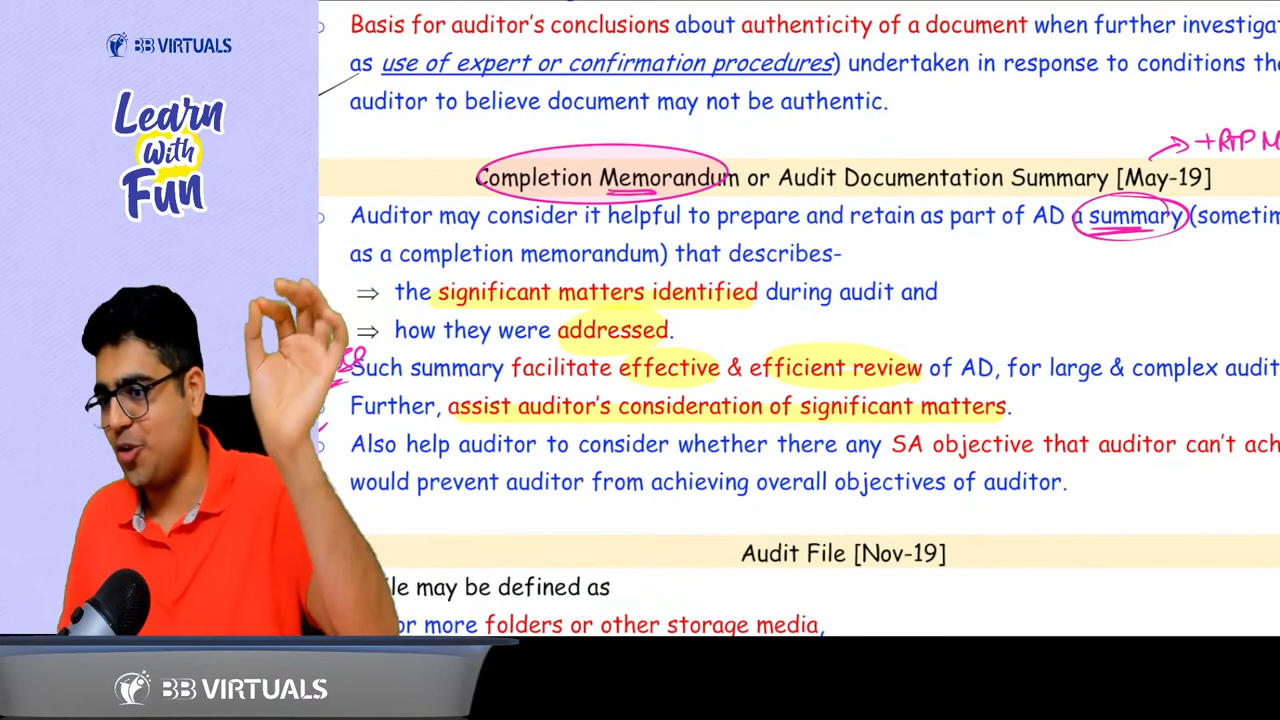 BB VIRTUALS
Learn
With
Fun
Basis for auditor's conclusions about authenticity of a document when further
as use of expert or confirmation procedures) undertaken in response to conditions
auditor to believe document may not be authentic.
+RTP
Completion Memorandum or Audit Documentation Summary [May-19]
Auditor may consider it helpful to prepare and retain as part of AD a summary
as a completion memorandum) that describes-
⇒ the significant matters identified during audit and
⇒ how they were addressed.
Such summary facilitate effective & efficient review of AD, for large & complex audit
Further, assist auditor's consideration of significant matters.
Also help auditor to consider whether there any SA objective that auditor can't
would prevent auditor from achieving overall objectives of auditor.
Audit File [Nov-19]
may be defined as
or more folders or other storage media,
BB VIRTUALS